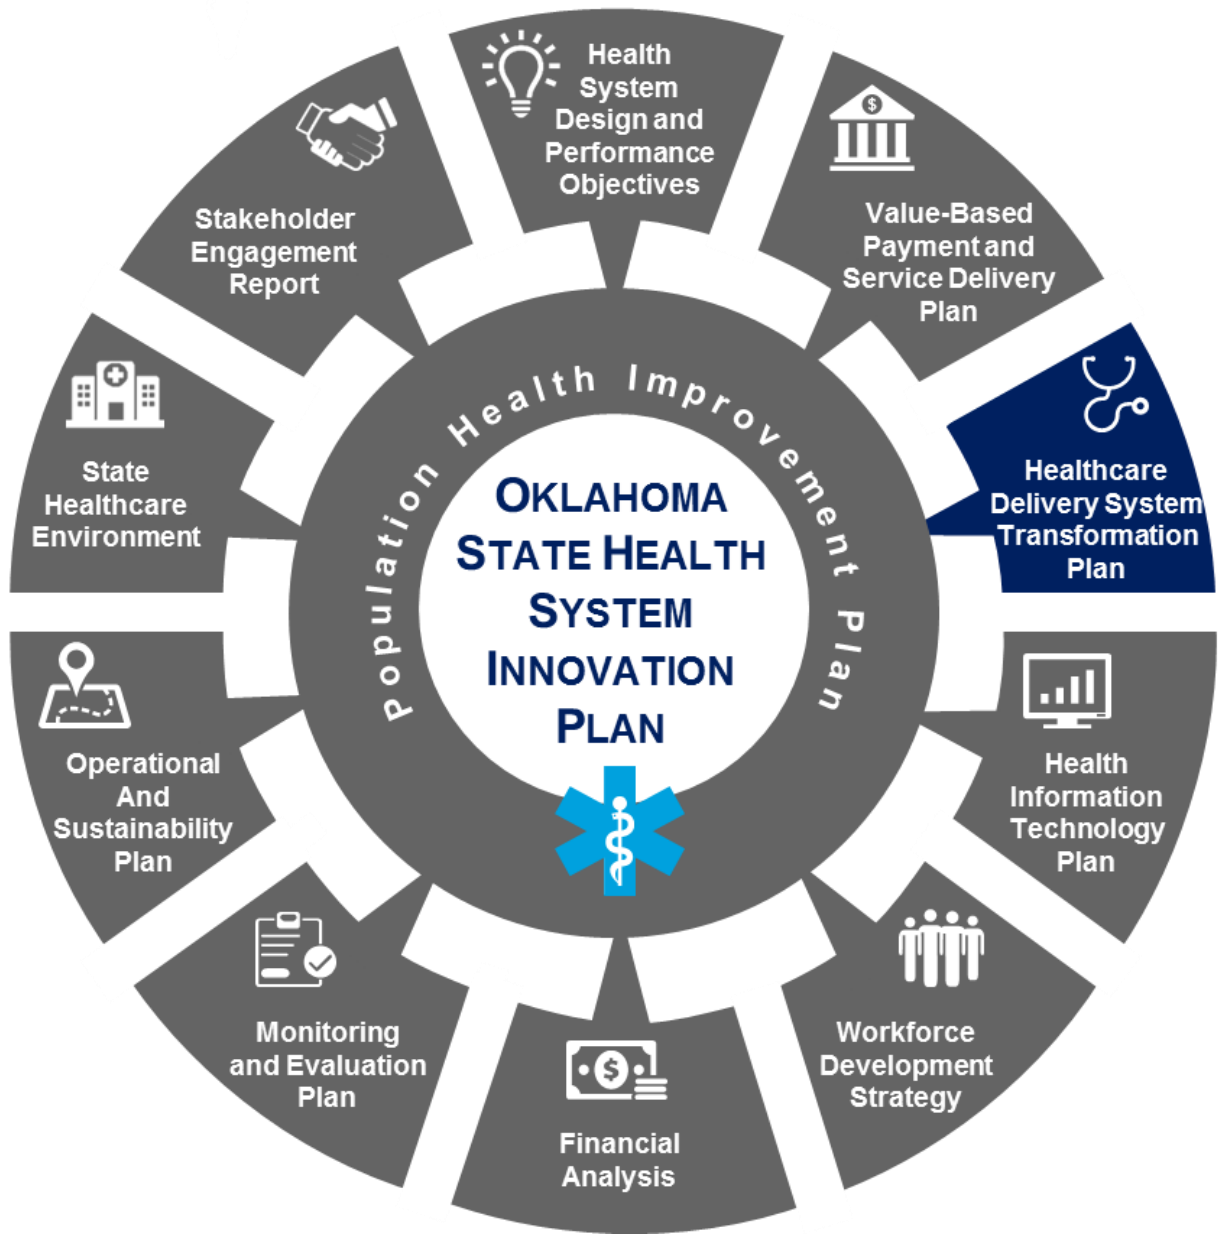 Health
System
Design and
Performance
Objectives
Value-Based
Payment and
Service Delivery
Plan
Healthcare
Delivery System
Transformation
Plan
Health
Information
Technology
Plan
Workforce
Development
Strategy
Financial
Analysis
Monitoring
and Evaluation
Plan
Operational
And
Sustainability
Plan
State
Healthcare
Environment
Stakeholder
Engagement
Report
Population Health Improvement Plan
OKLAHOMA
STATE HEALTH
SYSTEM
INNOVATION
PLAN
$
$